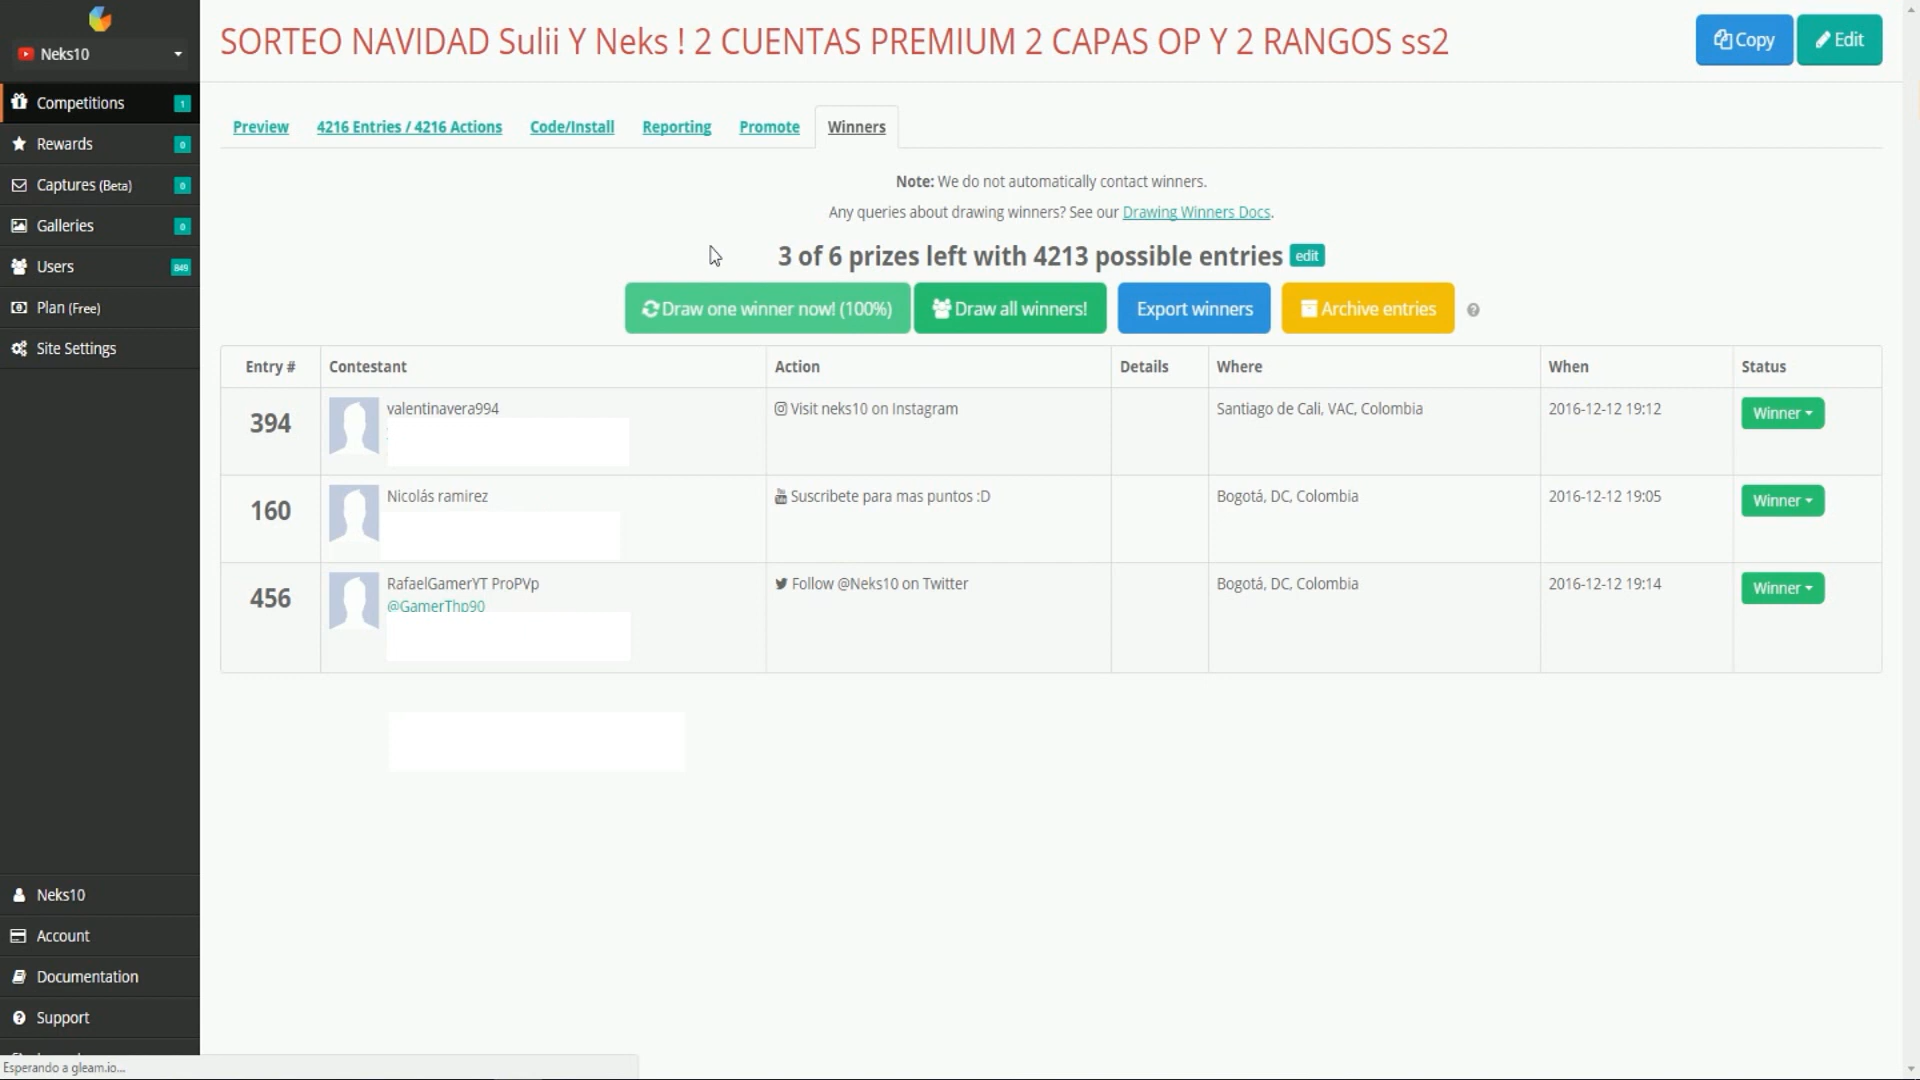 Neks10
Competitions 1
Rewards 0
Captures (Beta) 0
Galleries 0
Users 849
Plan (Free)
Site Settings
Neks10
Account
Documentation
Support
Esperando a gleam.io...
SORTEO NAVIDAD Sulii Y Neks ! 2 CUENTAS PREMIUM 2 CAPAS OP Y 2 RANGOS ss2
Copy Edit
Preview 4216 Entries / 4216 Actions Code/Install Reporting Promote Winners
Note: We do not automatically contact winners.
Any queries about drawing winners? See our Drawing Winners Docs.
3 of 6 prizes left with 4213 possible entries edit
Draw one winner now! (100%) Draw all winners! Export winners Archive entries ?
Entry # Contestant Action Details Where When Status
394 valentinavera994 Visit neks10 on Instagram Santiago de Cali, VAC, Colombia 2016-12-12 19:12 Winner
160 Nicolás ramirez Suscribete para mas puntos :D Bogotá, DC, Colombia 2016-12-12 19:05 Winner
456 RafaelGamerYT ProPVp Follow @Neks10 on Twitter Bogotá, DC, Colombia 2016-12-12 19:14 Winner
@GamerThp90